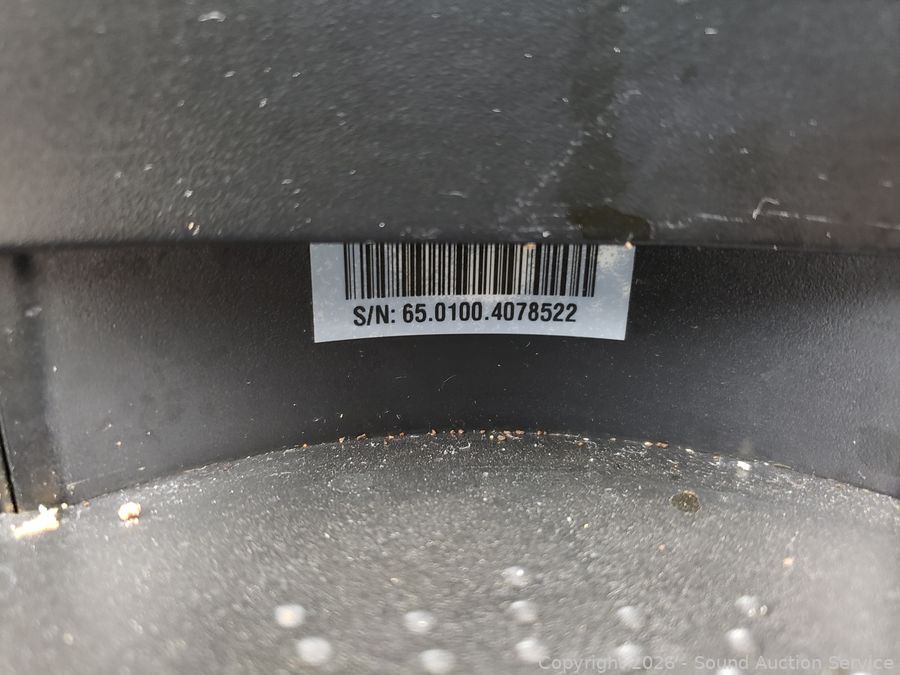 S/N: 65.0100.4078522
Copyright 2026 - Sound Auction Service